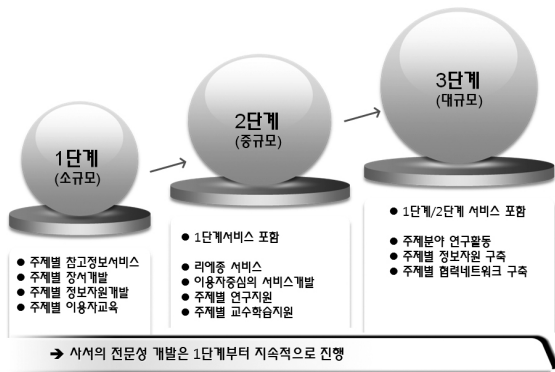 1단계
(소규모)
2단계
(중규모)
3단계
(대규모)
● 주제별 참고정보서비스
● 주제별 장서개발
● 주제별 정보자원개발
● 주제별 이용자교육
● 1단계서비스 포함
● 리에종 서비스
● 이용자중심의 서비스개발
● 주제별 연구지원
● 주제별 교수학습지원
● 1단계/2단계 서비스 포함
● 주제분야 연구활동
● 주제별 정보자원 구축
● 주제별 협력네트워크 구축
➔ 사서의 전문성 개발은 1단계부터 지속적으로 진행